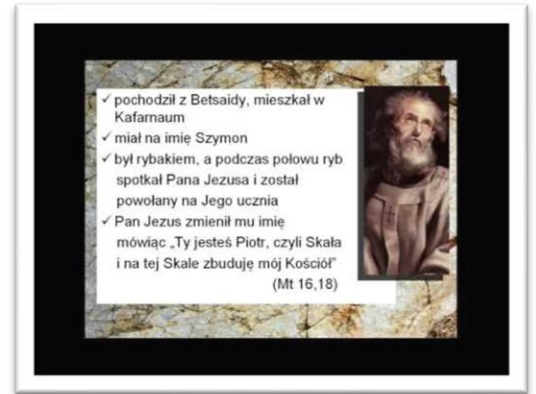 ✓ pochodził z Betsaidy, mieszkał w
Kafarnaum
✓ miał na imię Szymon
✓ był rybakiem, a podczas połowu ryb
spotkał Pana Jezusa i został
powołany na Jego ucznia
✓ Pan Jezus zmienił mu imię
mówiąc „Ty jesteś Piotr, czyli Skała
i na tej Skale zbuduję mój Kościół”
(Mt 16,18)